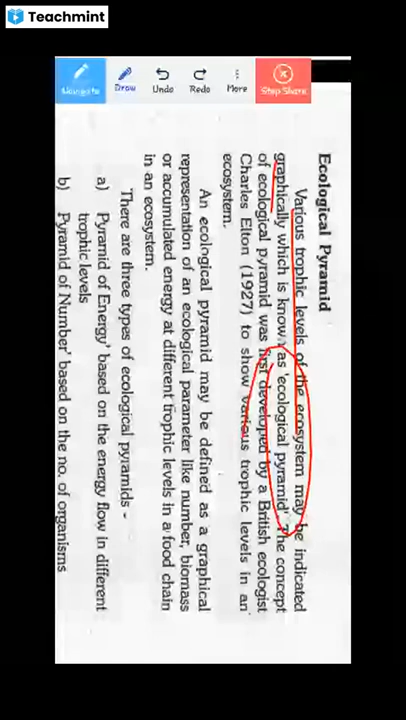 Teachmint
Navigate
Draw
Undo
Redo
More
Stop Share
Ecological Pyramid
Various trophic levels of the ecosystem may be indicated
graphically which is known as 'ecological pyramid' The concept
of ecological pyramid was first developed by a British ecologist
Charles Elton (1927) to show various trophic levels in an
ecosystem.
An ecological pyramid may be defined as a graphical
representation of an ecological parameter like number, biomass
or accumulated energy at different trophic levels in a food chain
in an ecosystem.
There are three types of ecological pyramids -
a) Pyramid of Energy' based on the energy flow in different
trophic levels
b) Pyramid of Number' based on the no. of organisms